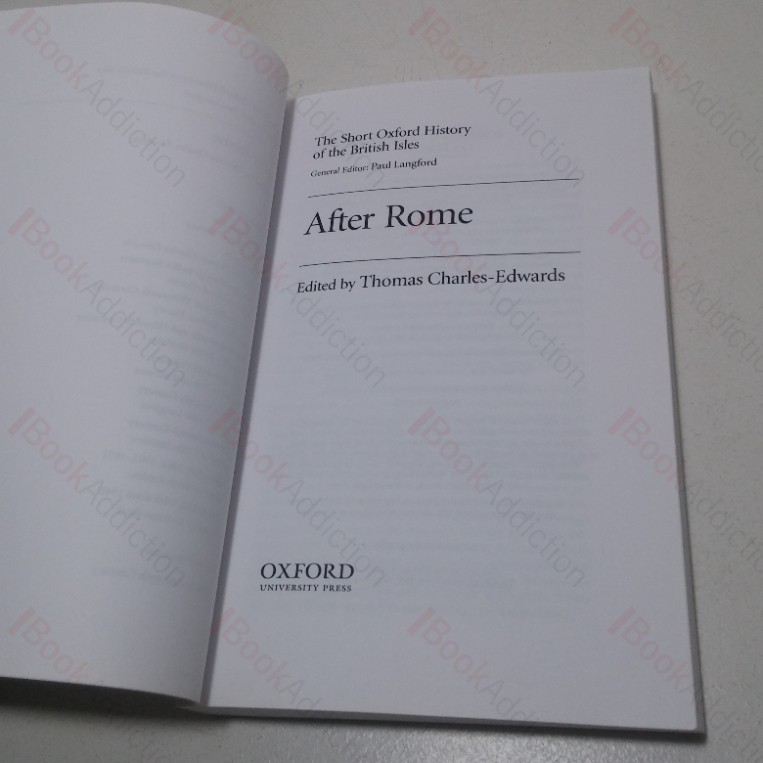 The Short Oxford History
of the British Isles
General Editor: Paul Langford
After Rome
Edited by Thomas Charles-Edwards
OXFORD
UNIVERSITY PRESS
BookAddiction